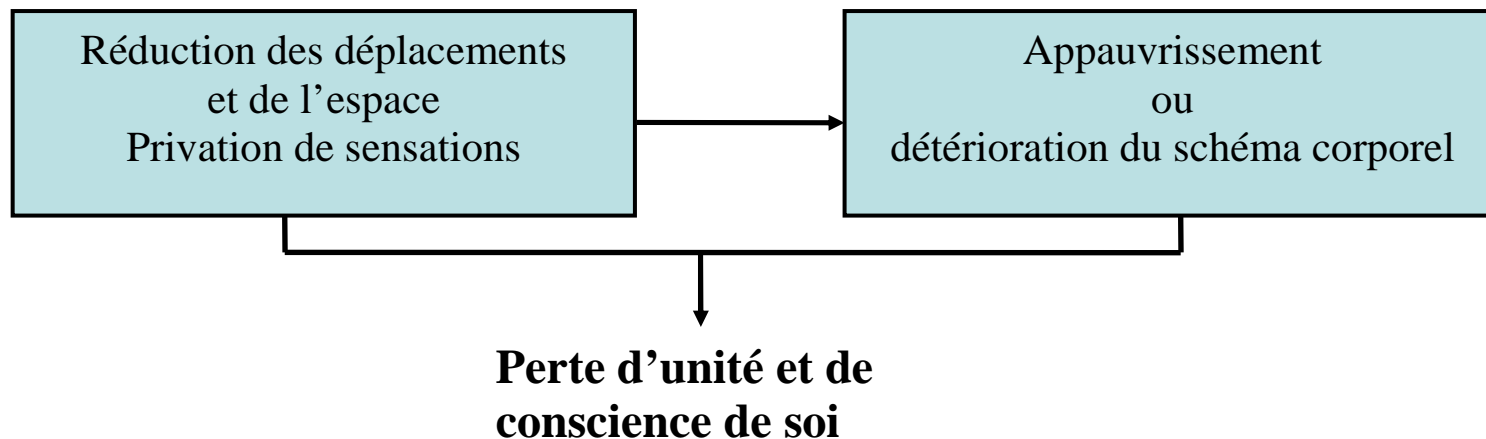 Réduction des déplacements
et de l’espace
Privation de sensations
Appauvrissement
ou
détérioration du schéma corporel
Perte d’unité et de
conscience de soi